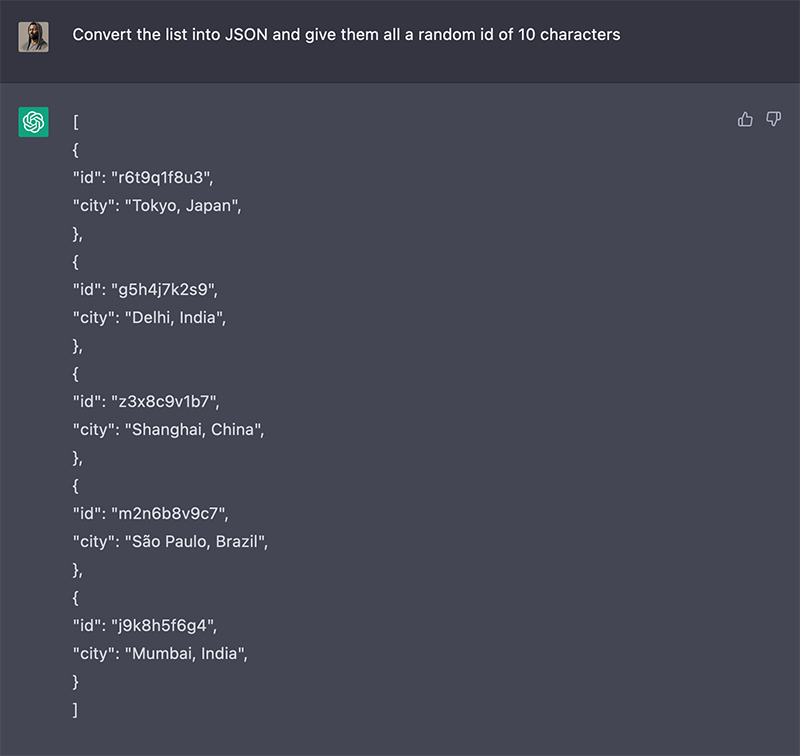 Convert the list into JSON and give them all a random id of 10 characters
[
{
"id": "r6t9q1f8u3",
"city": "Tokyo, Japan",
},
{
"id": "g5h4j7k2s9",
"city": "Delhi, India",
},
{
"id": "z3x8c9v1b7",
"city": "Shanghai, China",
},
{
"id": "m2n6b8v9c7",
"city": "São Paulo, Brazil",
},
{
"id": "j9k8h5f6g4",
"city": "Mumbai, India",
}
]